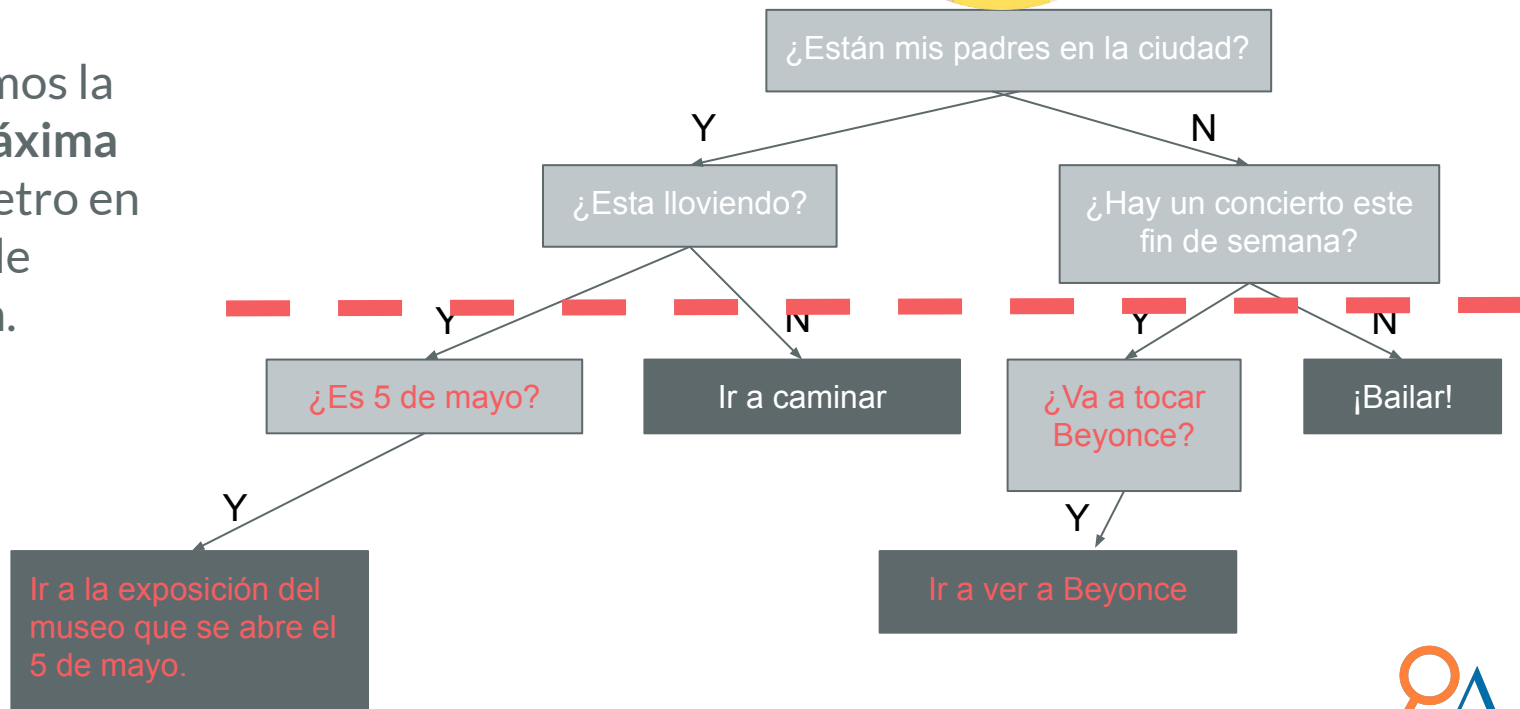 mos la
áxima
etro en
le
n.
¿Están mis padres en la ciudad?
Y
N
¿Esta lloviendo?
¿Hay un concierto este
fin de semana?
Y
N
Y
N
¿Es 5 de mayo?
Ir a caminar
¿Va a tocar
Beyonce?
¡Bailar!
Y
Y
Ir a la exposición del
museo que se abre el
5 de mayo.
Ir a ver a Beyonce